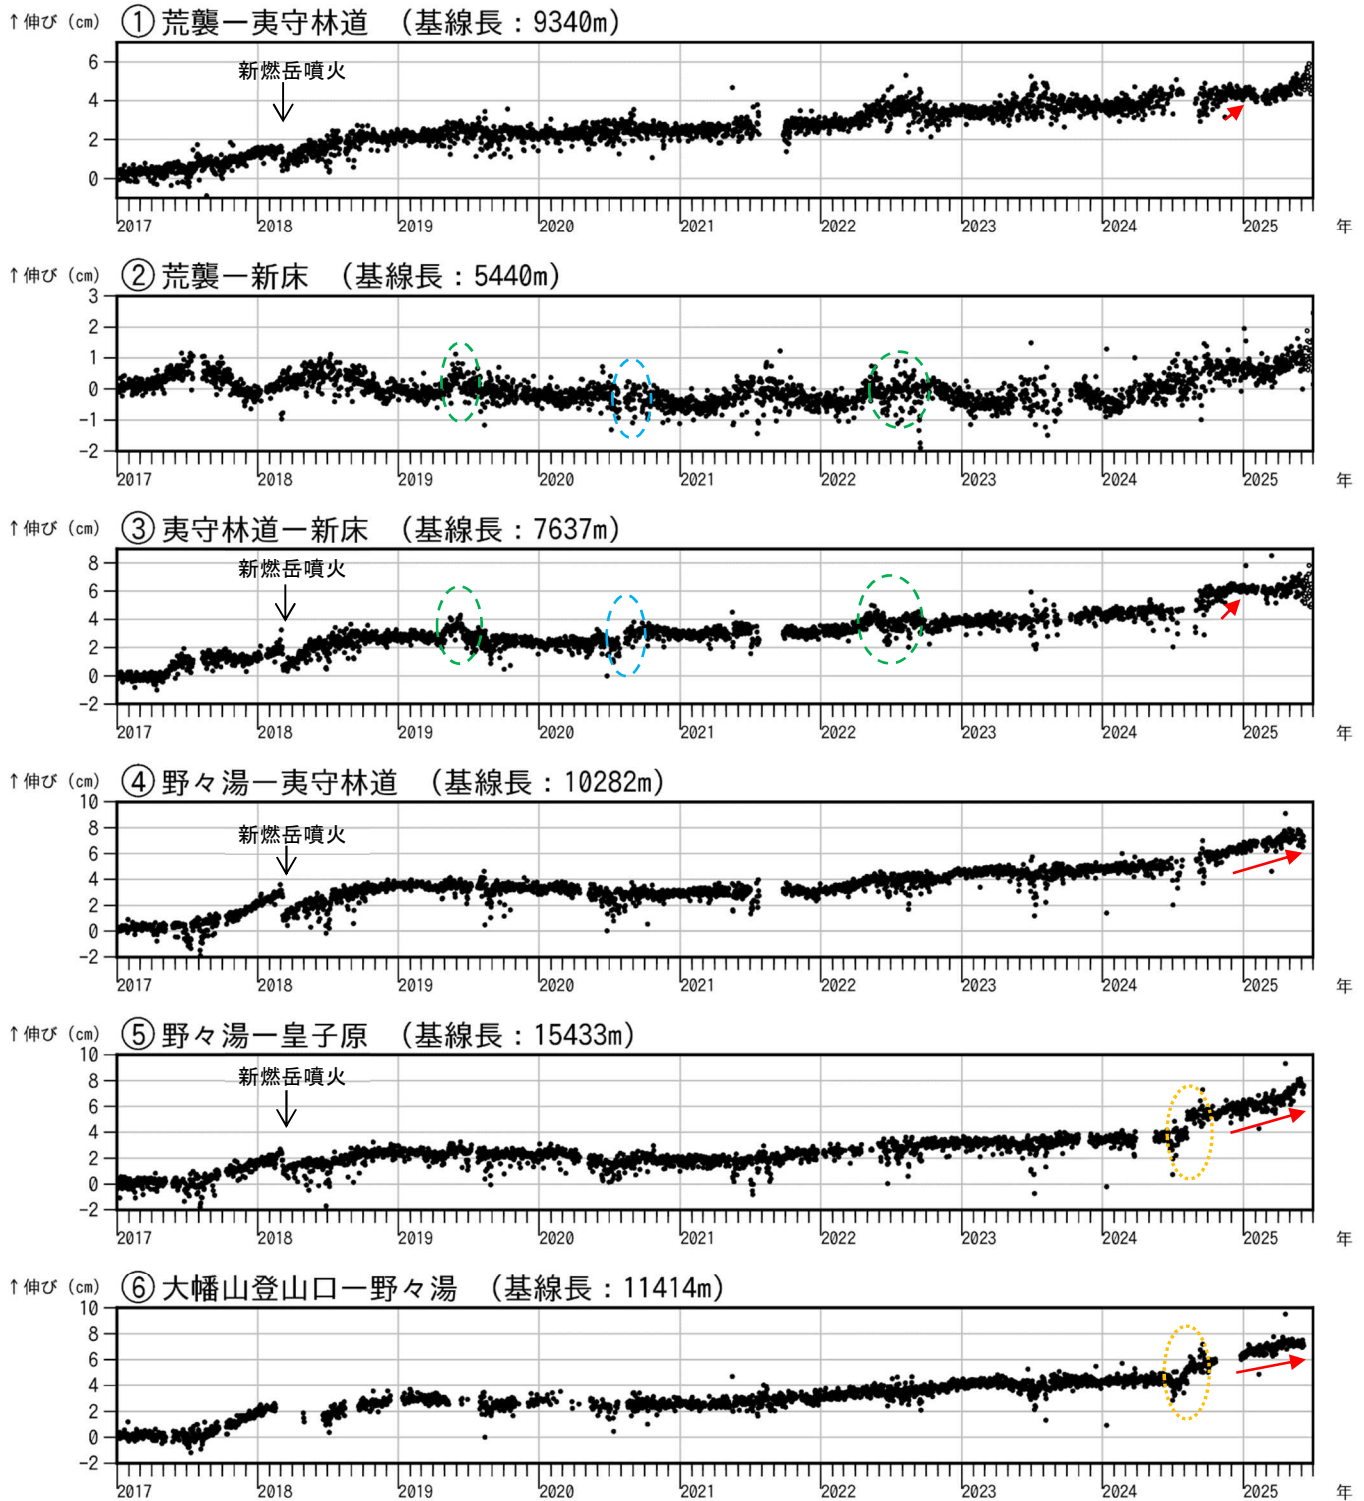 ↑伸び（cm） ①荒襲ー夷守林道 （基線長：9340m）
新燃岳噴火
6
4
2
0
2017 2018 2019 2020 2021 2022 2023 2024 2025 年
↑伸び（cm） ②荒襲ー新床 （基線長：5440m）
3
2
1
0
-1
-2
2017 2018 2019 2020 2021 2022 2023 2024 2025 年
↑伸び（cm） ③夷守林道ー新床 （基線長：7637m）
新燃岳噴火
8
6
4
2
0
-2
2017 2018 2019 2020 2021 2022 2023 2024 2025 年
↑伸び（cm） ④野々湯ー夷守林道 （基線長：10282m）
新燃岳噴火
10
8
6
4
2
0
-2
2017 2018 2019 2020 2021 2022 2023 2024 2025 年
↑伸び（cm） ⑤野々湯ー皇子原 （基線長：15433m）
新燃岳噴火
10
8
6
4
2
0
-2
2017 2018 2019 2020 2021 2022 2023 2024 2025 年
↑伸び（cm） ⑥大幡山登山口ー野々湯 （基線長：11414m）
10
8
6
4
2
0
-2
2017 2018 2019 2020 2021 2022 2023 2024 2025 年